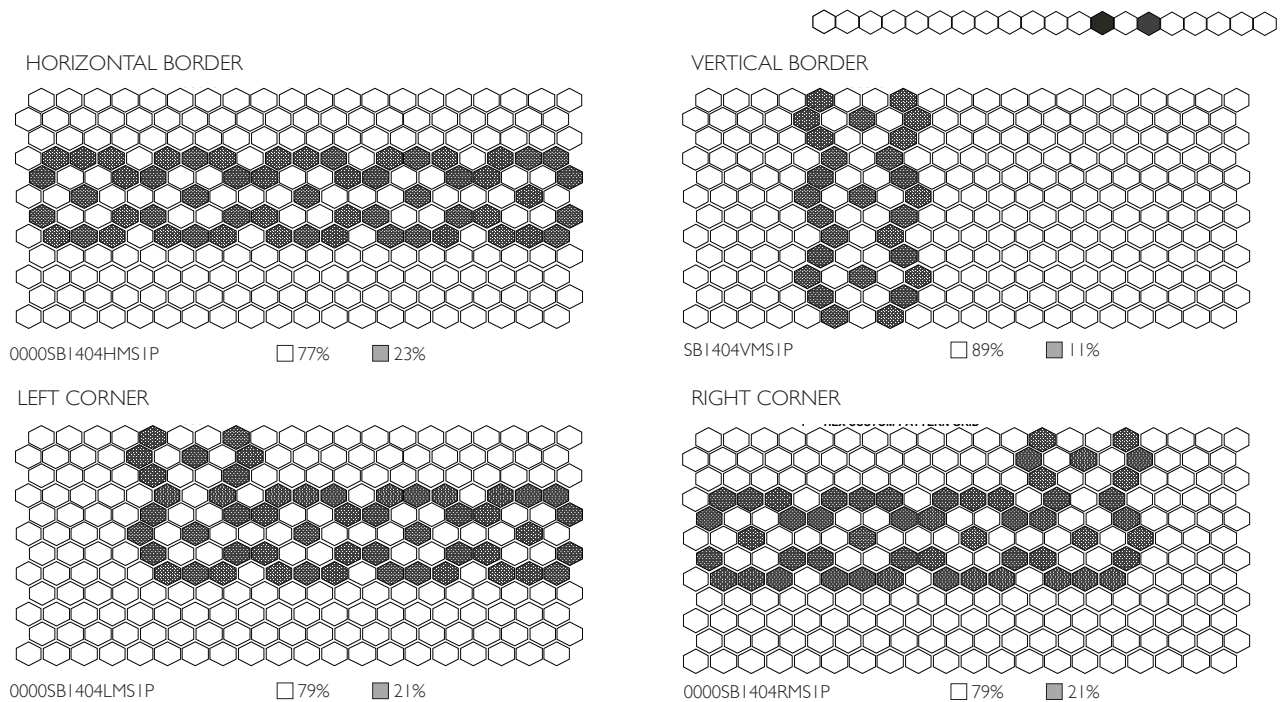 HORIZONTAL BORDER
VERTICAL BORDER
0000SB1404HMS1P 77% 23%
SB1404VMS1P 89% 11%
LEFT CORNER
RIGHT CORNER
0000SB1404LMS1P 79% 21%
0000SB1404RMS1P 79% 21%